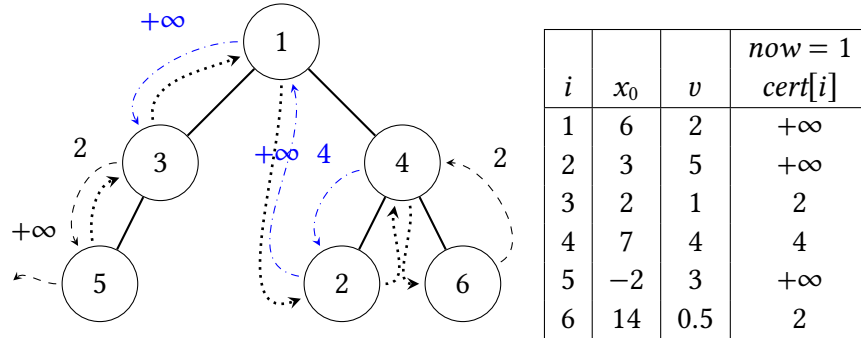 +∞
1
2
3
+∞
4
4
2
+∞
5
2
6
now = 1
i x₀ v cert[i]
1 6 2 +∞
2 3 5 +∞
3 2 1 2
4 7 4 4
5 −2 3 +∞
6 14 0.5 2